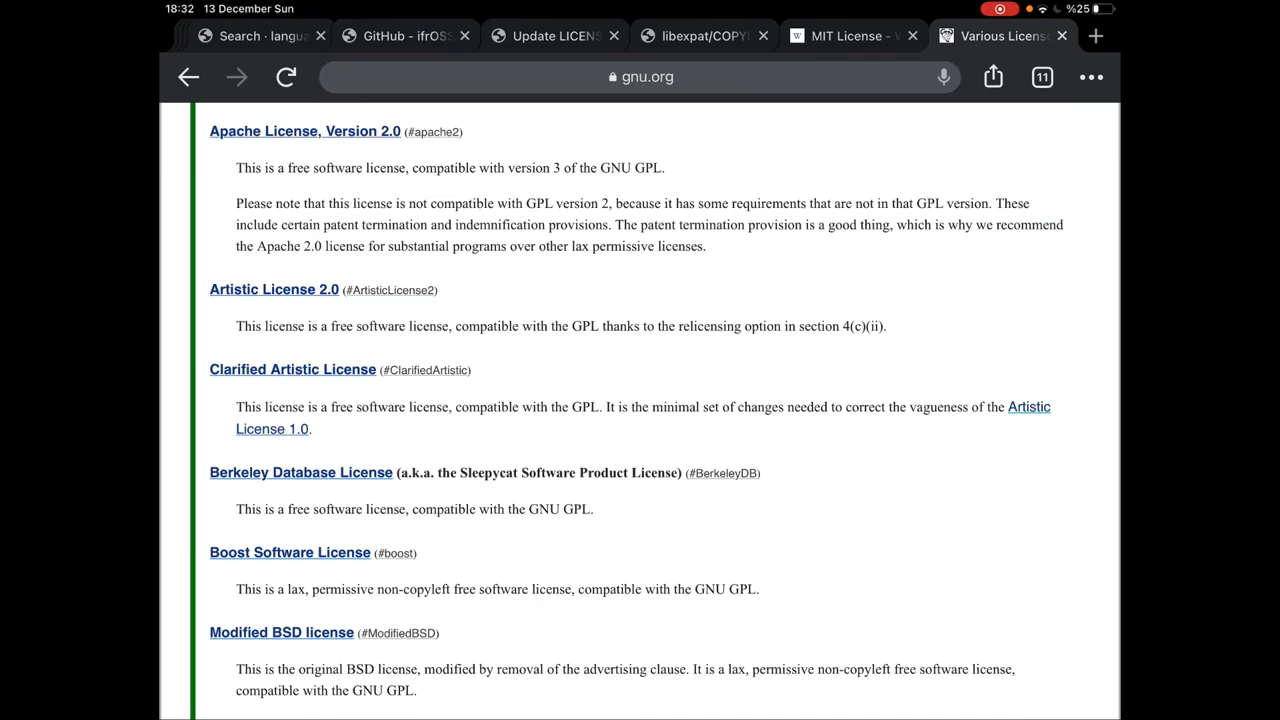 18:32 13 December Sun
%25
Search · langua
GitHub - ifrOSS
Update LICENS
libexpat/COPYI
W MIT License - W
Various License
gnu.org
11
Apache License, Version 2.0 (#apache2)
This is a free software license, compatible with version 3 of the GNU GPL.
Please note that this license is not compatible with GPL version 2, because it has some requirements that are not in that GPL version. These
include certain patent termination and indemnification provisions. The patent termination provision is a good thing, which is why we recommend
the Apache 2.0 license for substantial programs over other lax permissive licenses.
Artistic License 2.0 (#ArtisticLicense2)
This license is a free software license, compatible with the GPL thanks to the relicensing option in section 4(c)(ii).
Clarified Artistic License (#ClarifiedArtistic)
This license is a free software license, compatible with the GPL. It is the minimal set of changes needed to correct the vagueness of the Artistic
License 1.0.
Berkeley Database License (a.k.a. the Sleepycat Software Product License) (#BerkeleyDB)
This is a free software license, compatible with the GNU GPL.
Boost Software License (#boost)
This is a lax, permissive non-copyleft free software license, compatible with the GNU GPL.
Modified BSD license (#ModifiedBSD)
This is the original BSD license, modified by removal of the advertising clause. It is a lax, permissive non-copyleft free software license,
compatible with the GNU GPL.